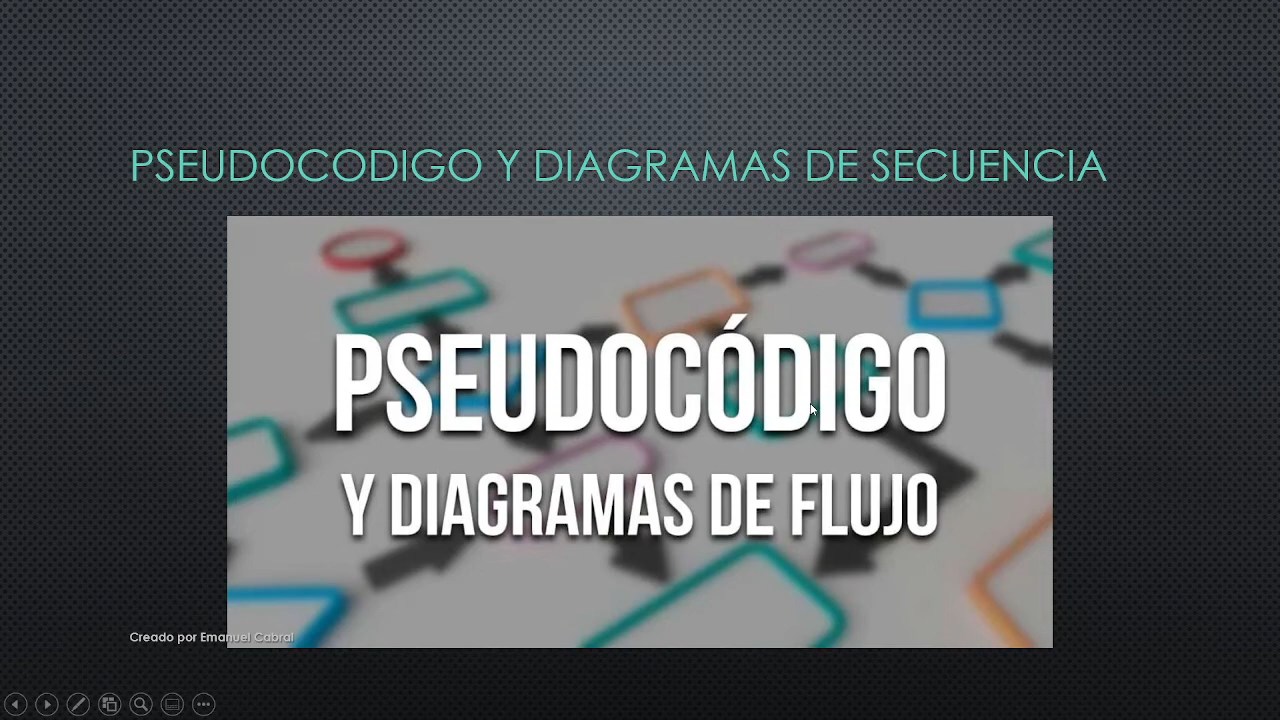 PSEUDOCODIGO Y DIAGRAMAS DE SECUENCIA
PSEUDOCÓDIGO
Y DIAGRAMAS DE FLUJO
Creado por Emanuel Cabral